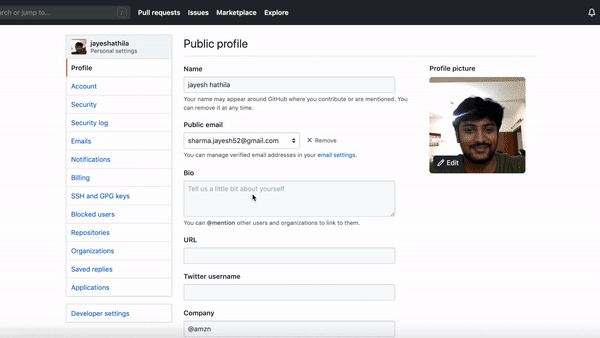 rch or jump to...
/
Pull requests Issues Marketplace Explore
jayeshathila
Personal settings
Profile
Account
Security
Security log
Emails
Notifications
Billing
SSH and GPG keys
Blocked users
Repositories
Organizations
Saved replies
Applications
Developer settings
Public profile
Name
jayesh hathila
Your name may appear around GitHub where you contribute or are mentioned. You
can remove it at any time.
Public email
sharma.jayesh52@gmail.com
Remove
You can manage verified email addresses in your email settings.
Bio
Tell us a little bit about yourself
You can @mention other users and organizations to link to them.
URL
Twitter username
Company
@amzn
Profile picture
Edit